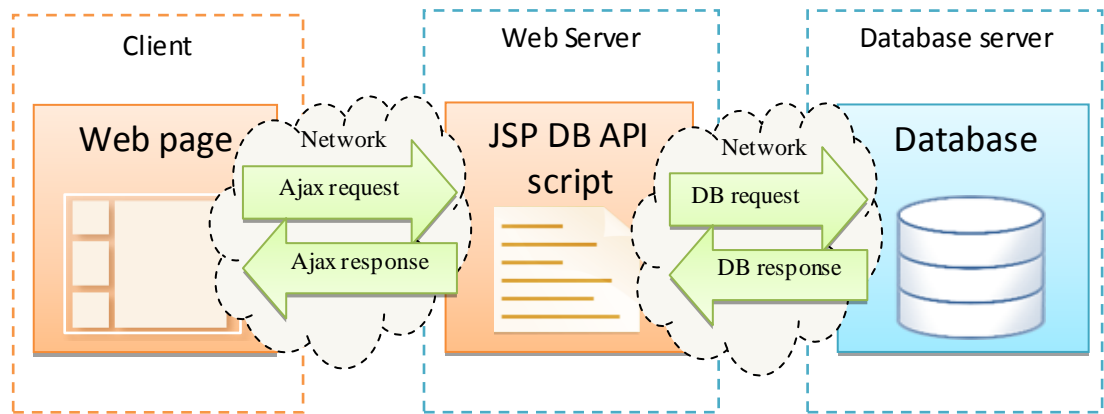 Client
Web Server
Database server
Web page
Network
Ajax request
Ajax response
JSP DB API
script
Network
DB request
DB response
Database